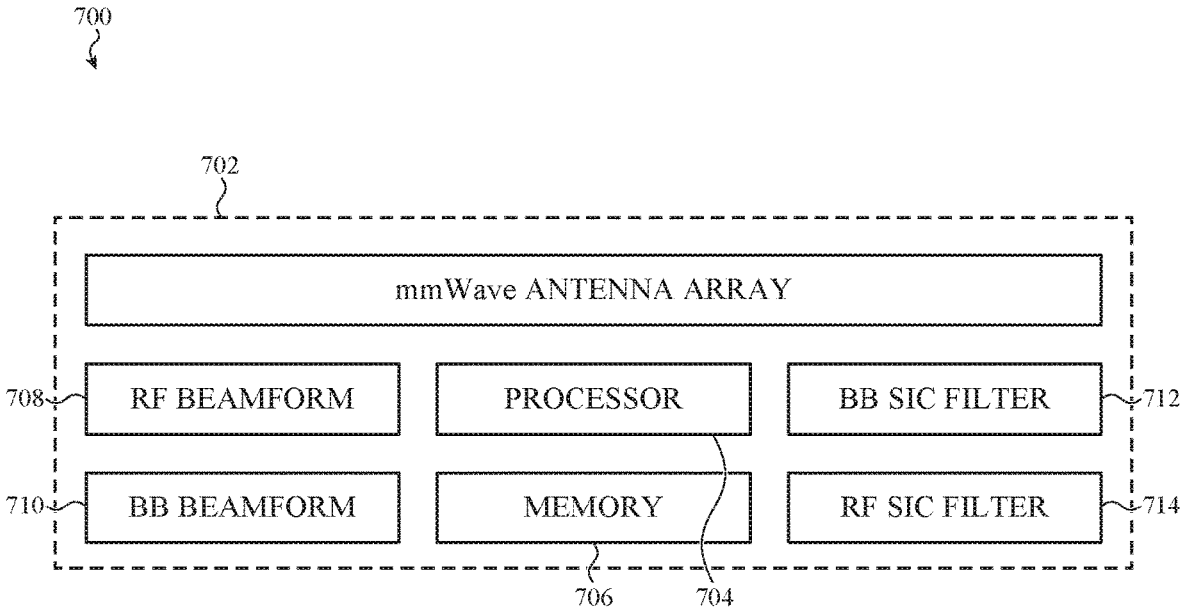 700
702
mmWave ANTENNA ARRAY
708 RF BEAMFORM PROCESSOR BB SIC FILTER 712
710 BB BEAMFORM MEMORY RF SIC FILTER 714
706 704